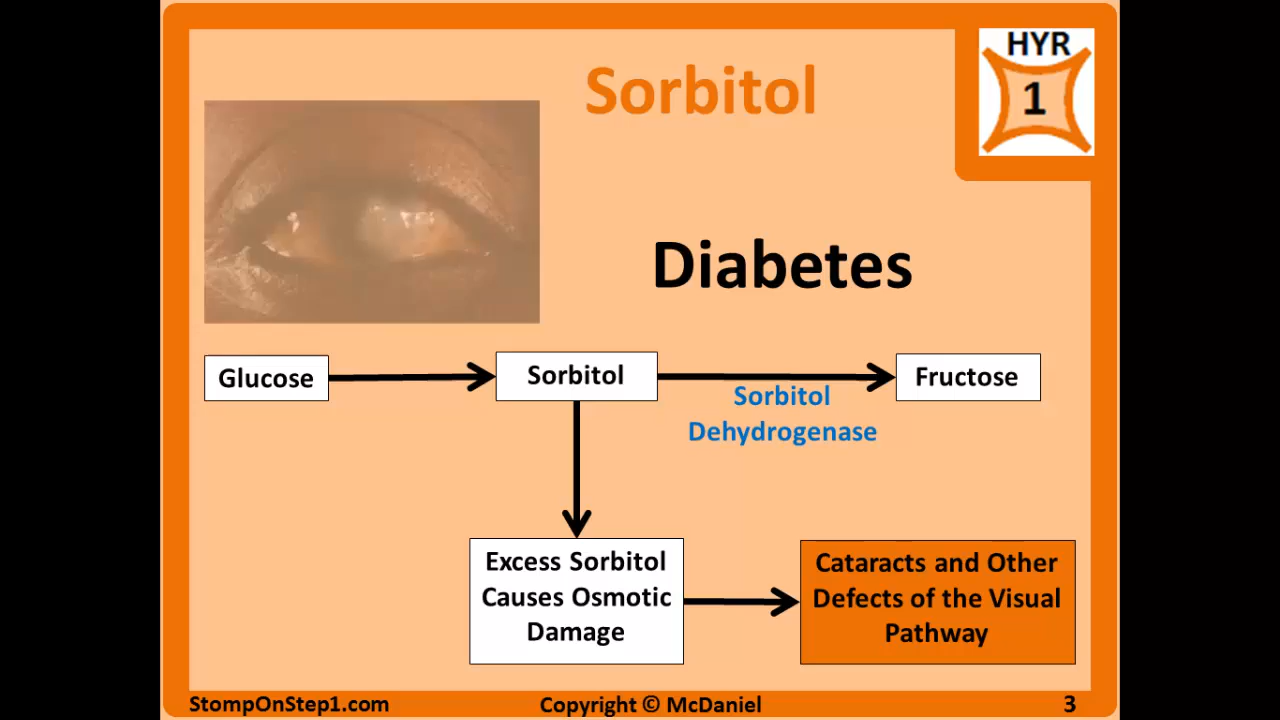 HYR
1
Sorbitol
Diabetes
Glucose
Sorbitol
Fructose
Sorbitol
Dehydrogenase
Excess Sorbitol
Causes Osmotic
Damage
Cataracts and Other
Defects of the Visual
Pathway
StompOnStep1.com
Copyright © McDaniel
3